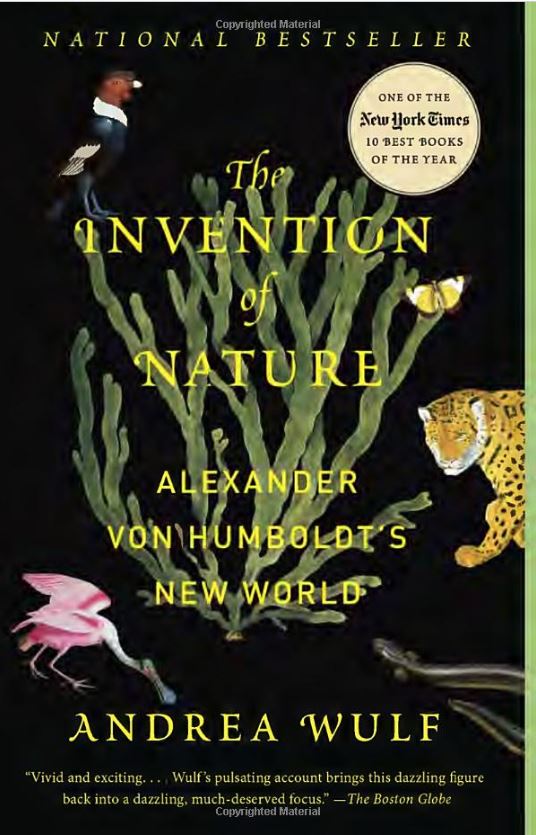 Copyrighted Material
NATIONAL BESTSELLER
ONE OF THE
New York Times
10 BEST BOOKS
OF THE YEAR
The
INVENTION
of
NATURE
ALEXANDER
VON HUMBOLDT'S
NEW WORLD
ANDREA WULF
“Vivid and exciting. . . . Wulf's pulsating account brings this dazzling figure
back into a dazzling, much-deserved focus.” —The Boston Globe
Copyrighted Material